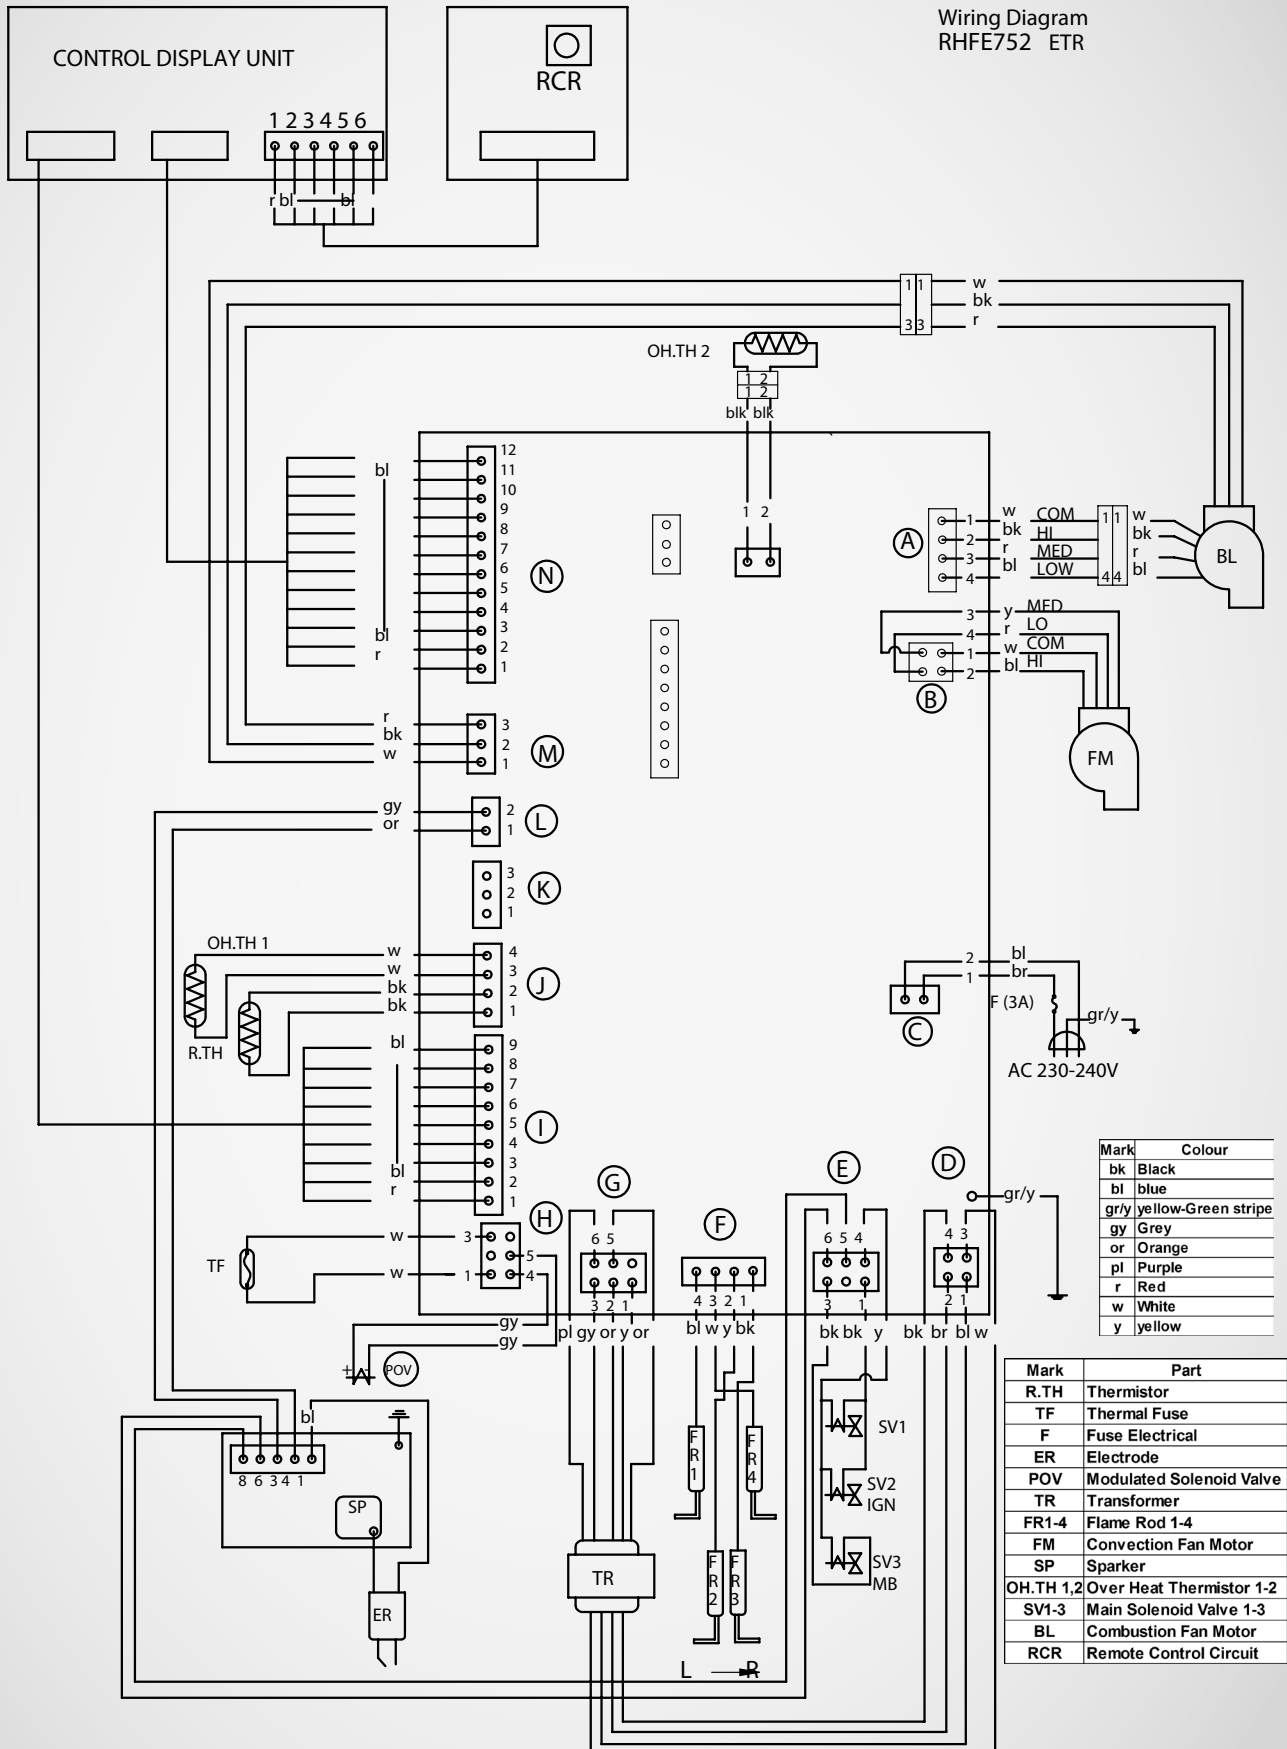 Wiring Diagram
RHFE752 ETR
CONTROL DISPLAY UNIT
RCR
1 2 3 4 5 6
r bl bl
1 1 w
bk
3 3 r
OH.TH 2
1 2
1 2
blk blk
1 2
12
bl 11
10
9
8
7
6
5
4
3
bl 2
r 1
N
A
1 w COM 1 1 w
2 bk HI bk
3 r MED r
4 bl LOW 4 4 bl
BL
3 y MED
4 r LO
1 w COM
2 bl HI
B
FM
r 3
bk 2
w 1
M
gy 2
or 1
L
3
2
1
K
OH.TH 1
w 4
w 3
bk 2
bk 1
J
R.TH
2 bl
1 br
C
F (3A)
gr/y
AC 230-240V
bl 9
8
7
6
5
4
3
bl 2
r 1
I
H
w 3
5
w 1 4
TF
gy
gy
+ -
POV
G
6 5
3 2 1
pl gy or y or
F
4 3 2 1
bl w y bk
E
6 5 4
3 1
bk bk y
D
4 3
2 1
bk br bl w
gr/y
Mark Colour
bk Black
bl blue
gr/y yellow-Green stripe
gy Grey
or Orange
pl Purple
r Red
w White
y yellow
bl
8 6 3 4 1
SP
ER
TR
FR1
FR4
FR2
FR3
L R
SV1
SV2
IGN
SV3
MB
Mark Part
R.TH Thermistor
TF Thermal Fuse
F Fuse Electrical
ER Electrode
POV Modulated Solenoid Valve
TR Transformer
FR1-4 Flame Rod 1-4
FM Convection Fan Motor
SP Sparker
OH.TH 1,2 Over Heat Thermistor 1-2
SV1-3 Main Solenoid Valve 1-3
BL Combustion Fan Motor
RCR Remote Control Circuit